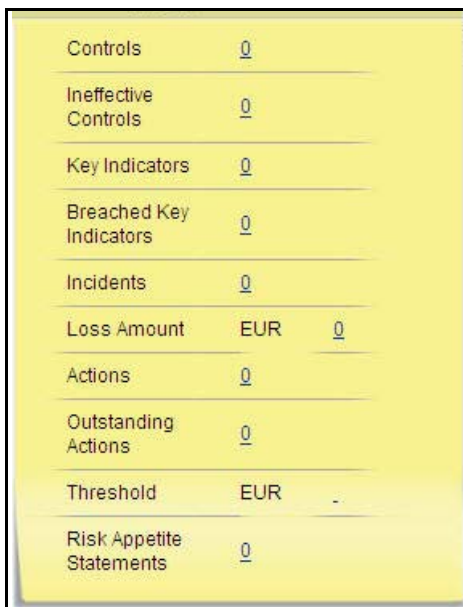 Controls 0
Ineffective
Controls 0
Key Indicators 0
Breached Key
Indicators 0
Incidents 0
Loss Amount EUR 0
Actions 0
Outstanding
Actions 0
Threshold EUR -
Risk Appetite
Statements 0